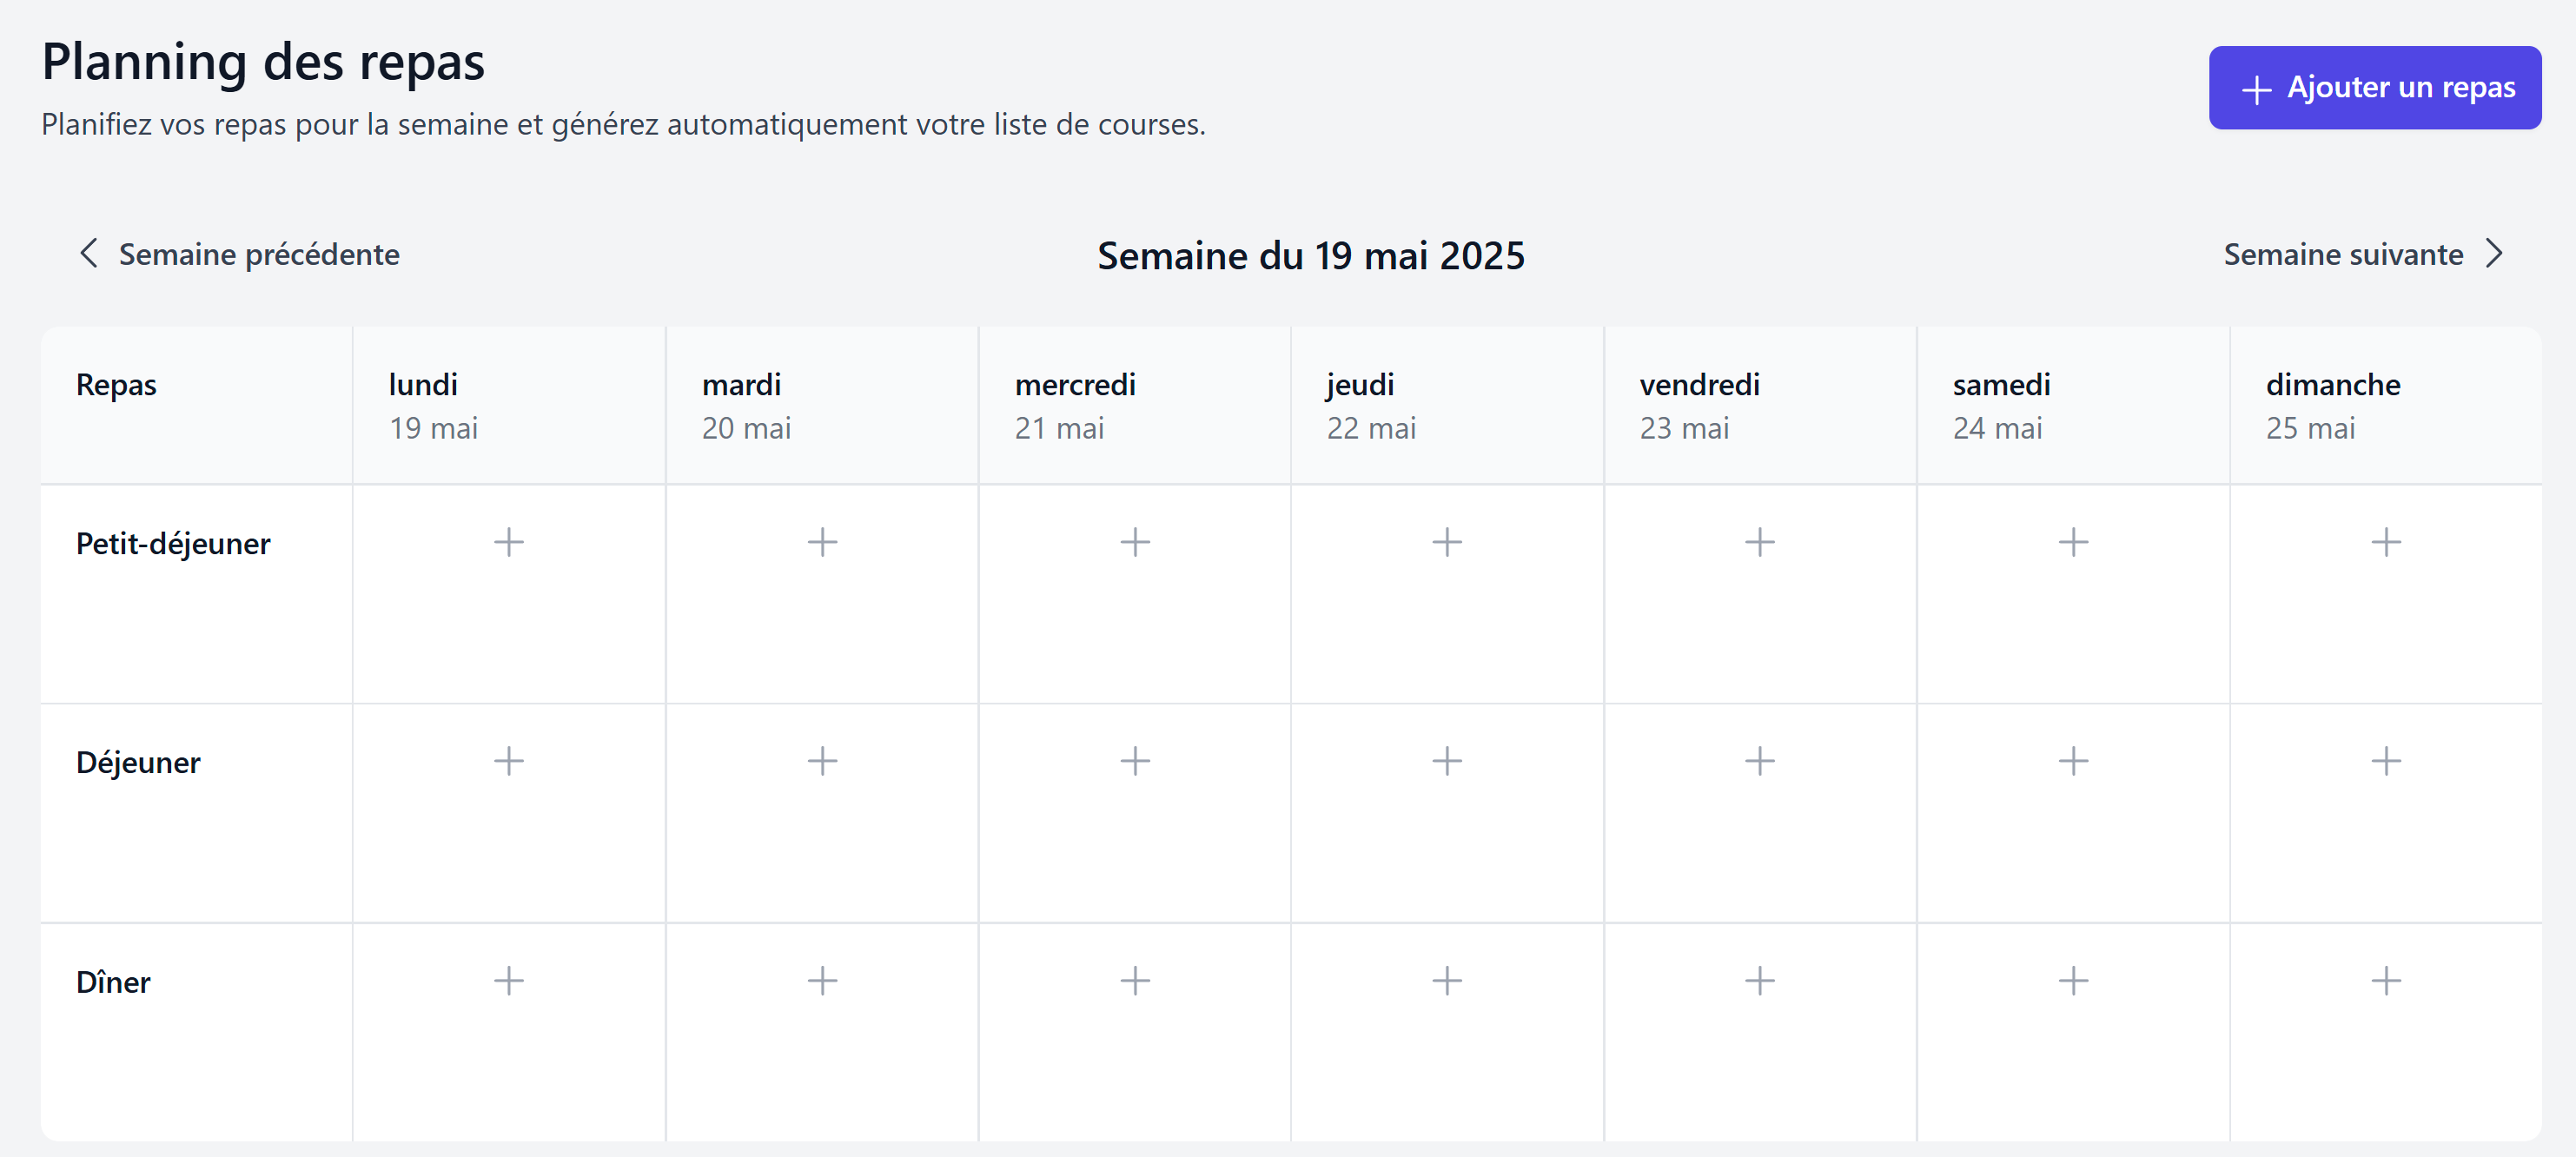 Planning des repas
Planifiez vos repas pour la semaine et générez automatiquement votre liste de courses.
+ Ajouter un repas
Semaine précédente
Semaine du 19 mai 2025
Semaine suivante
Repas
lundi
19 mai
mardi
20 mai
mercredi
21 mai
jeudi
22 mai
vendredi
23 mai
samedi
24 mai
dimanche
25 mai
Petit-déjeuner
Déjeuner
Dîner